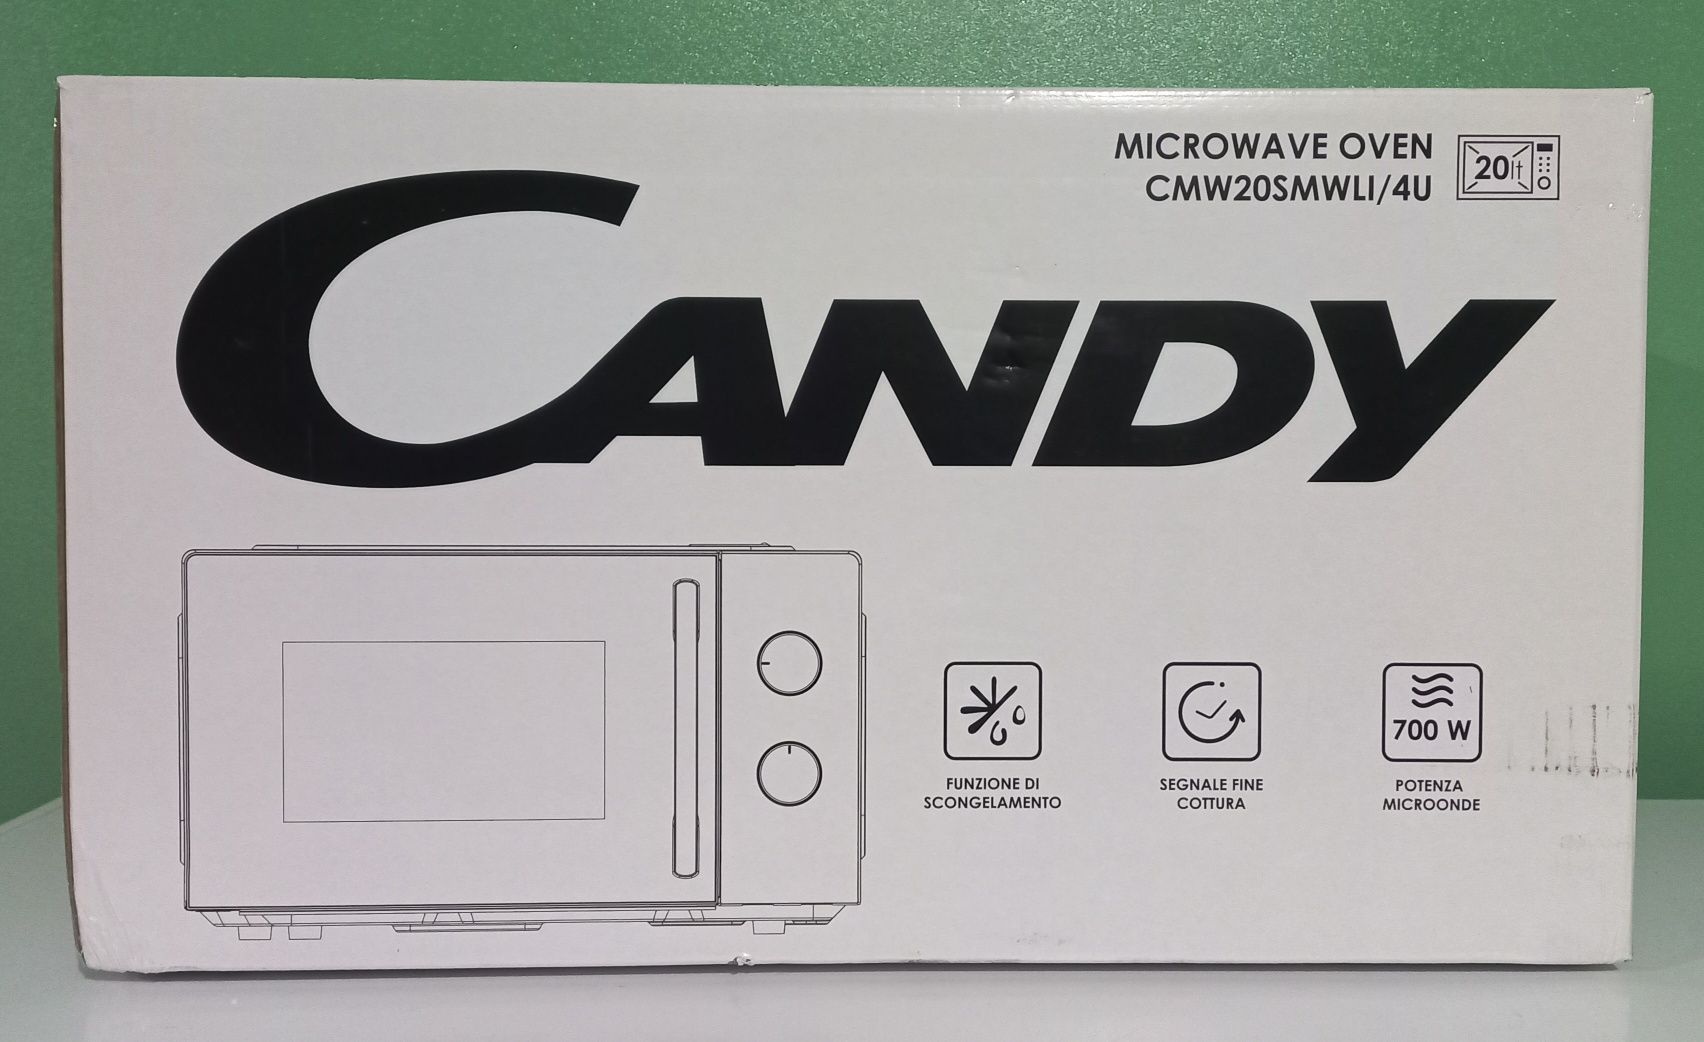 MICROWAVE OVEN
CMW20SMWLI/4U
20lt
CANDY
700 W
FUNZIONE DI
SCONGELAMENTO
SEGNALE FINE
COTTURA
POTENZA
MICROONDE